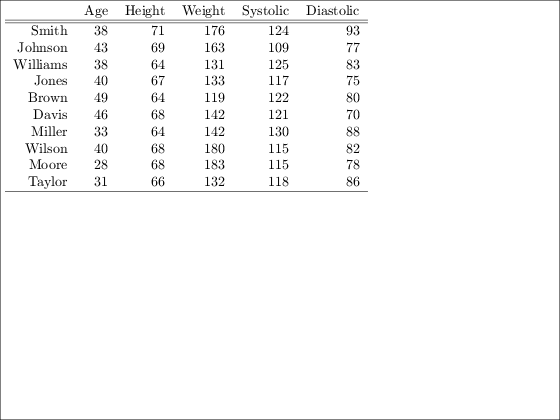 Age Height Weight Systolic Diastolic
Smith 38 71 176 124 93
Johnson 43 69 163 109 77
Williams 38 64 131 125 83
Jones 40 67 133 117 75
Brown 49 64 119 122 80
Davis 46 68 142 121 70
Miller 33 64 142 130 88
Wilson 40 68 180 115 82
Moore 28 68 183 115 78
Taylor 31 66 132 118 86